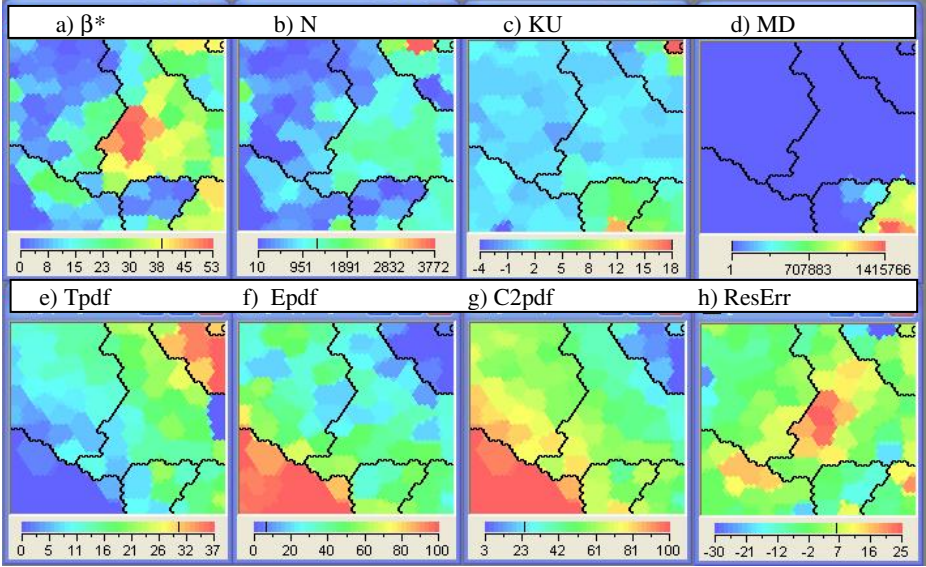 a) β* b) N c) KU d) MD
0 8 15 23 30 38 45 53
10 951 1891 2832 3772
-4 -1 2 5 8 12 15 18
1 707883 1415766
e) Tpdf f) Epdf g) C2pdf h) ResErr
0 5 11 16 21 26 32 37
0 20 40 60 80 100
3 23 42 61 81 100
-30 -21 -11 -2 7 16 25